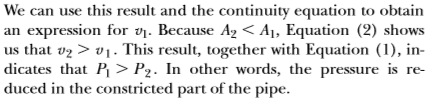 We can use this result and the continuity equation to obtain
an expression for v₁. Because A₂ < A₁, Equation (2) shows
us that v₂ > v₁. This result, together with Equation (1), in-
dicates that P₁ > P₂. In other words, the pressure is re-
duced in the constricted part of the pipe.